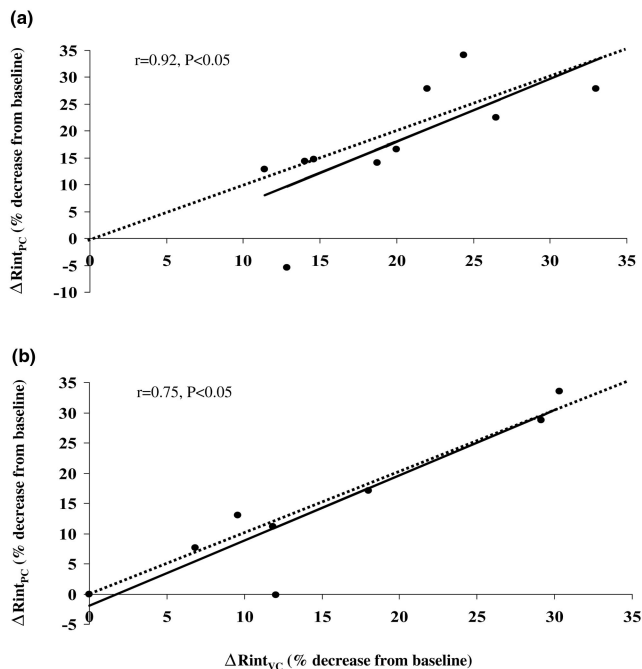 (a)
r=0.92, P<0.05
ΔRint_PC (% decrease from baseline)
35
30
25
20
15
10
5
0
-5
-10
0 5 10 15 20 25 30 35
(b)
r=0.75, P<0.05
ΔRint_PC (% decrease from baseline)
35
30
25
20
15
10
5
0
-5
0 5 10 15 20 25 30 35
ΔRint_VC (% decrease from baseline)